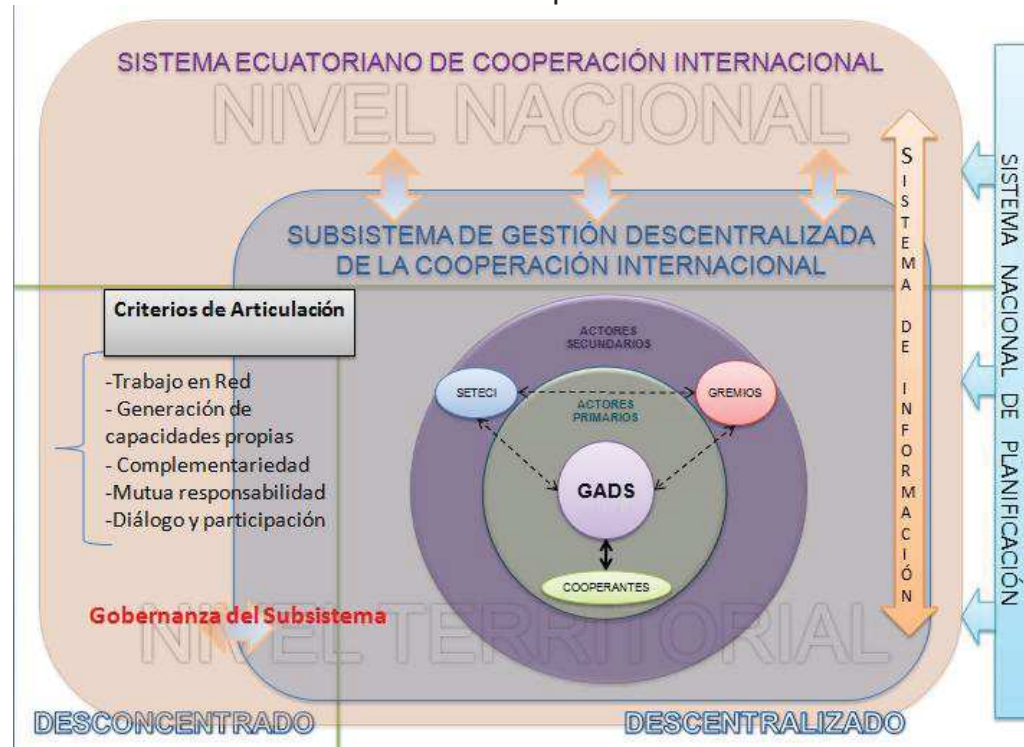 SISTEMA ECUATORIANO DE COOPERACIÓN INTERNACIONAL
NIVEL NACIONAL
SUBSISTEMA DE GESTIÓN DESCENTRALIZADA
DE LA COOPERACIÓN INTERNACIONAL
Criterios de Articulación
-Trabajo en Red
- Generación de
capacidades propias
- Complementariedad
-Mutua responsabilidad
-Diálogo y participación
ACTORES
SECUNDARIOS
SETECI
GREMIOS
ACTORES
PRIMARIOS
GADS
COOPERANTES
Gobernanza del Subsistema
NIVEL TERRITORIAL
DESCONCENTRADO
DESCENTRALIZADO
SISTEMA DE INFORMACIÓN
SISTEMA NACIONAL DE PLANIFICACIÓN